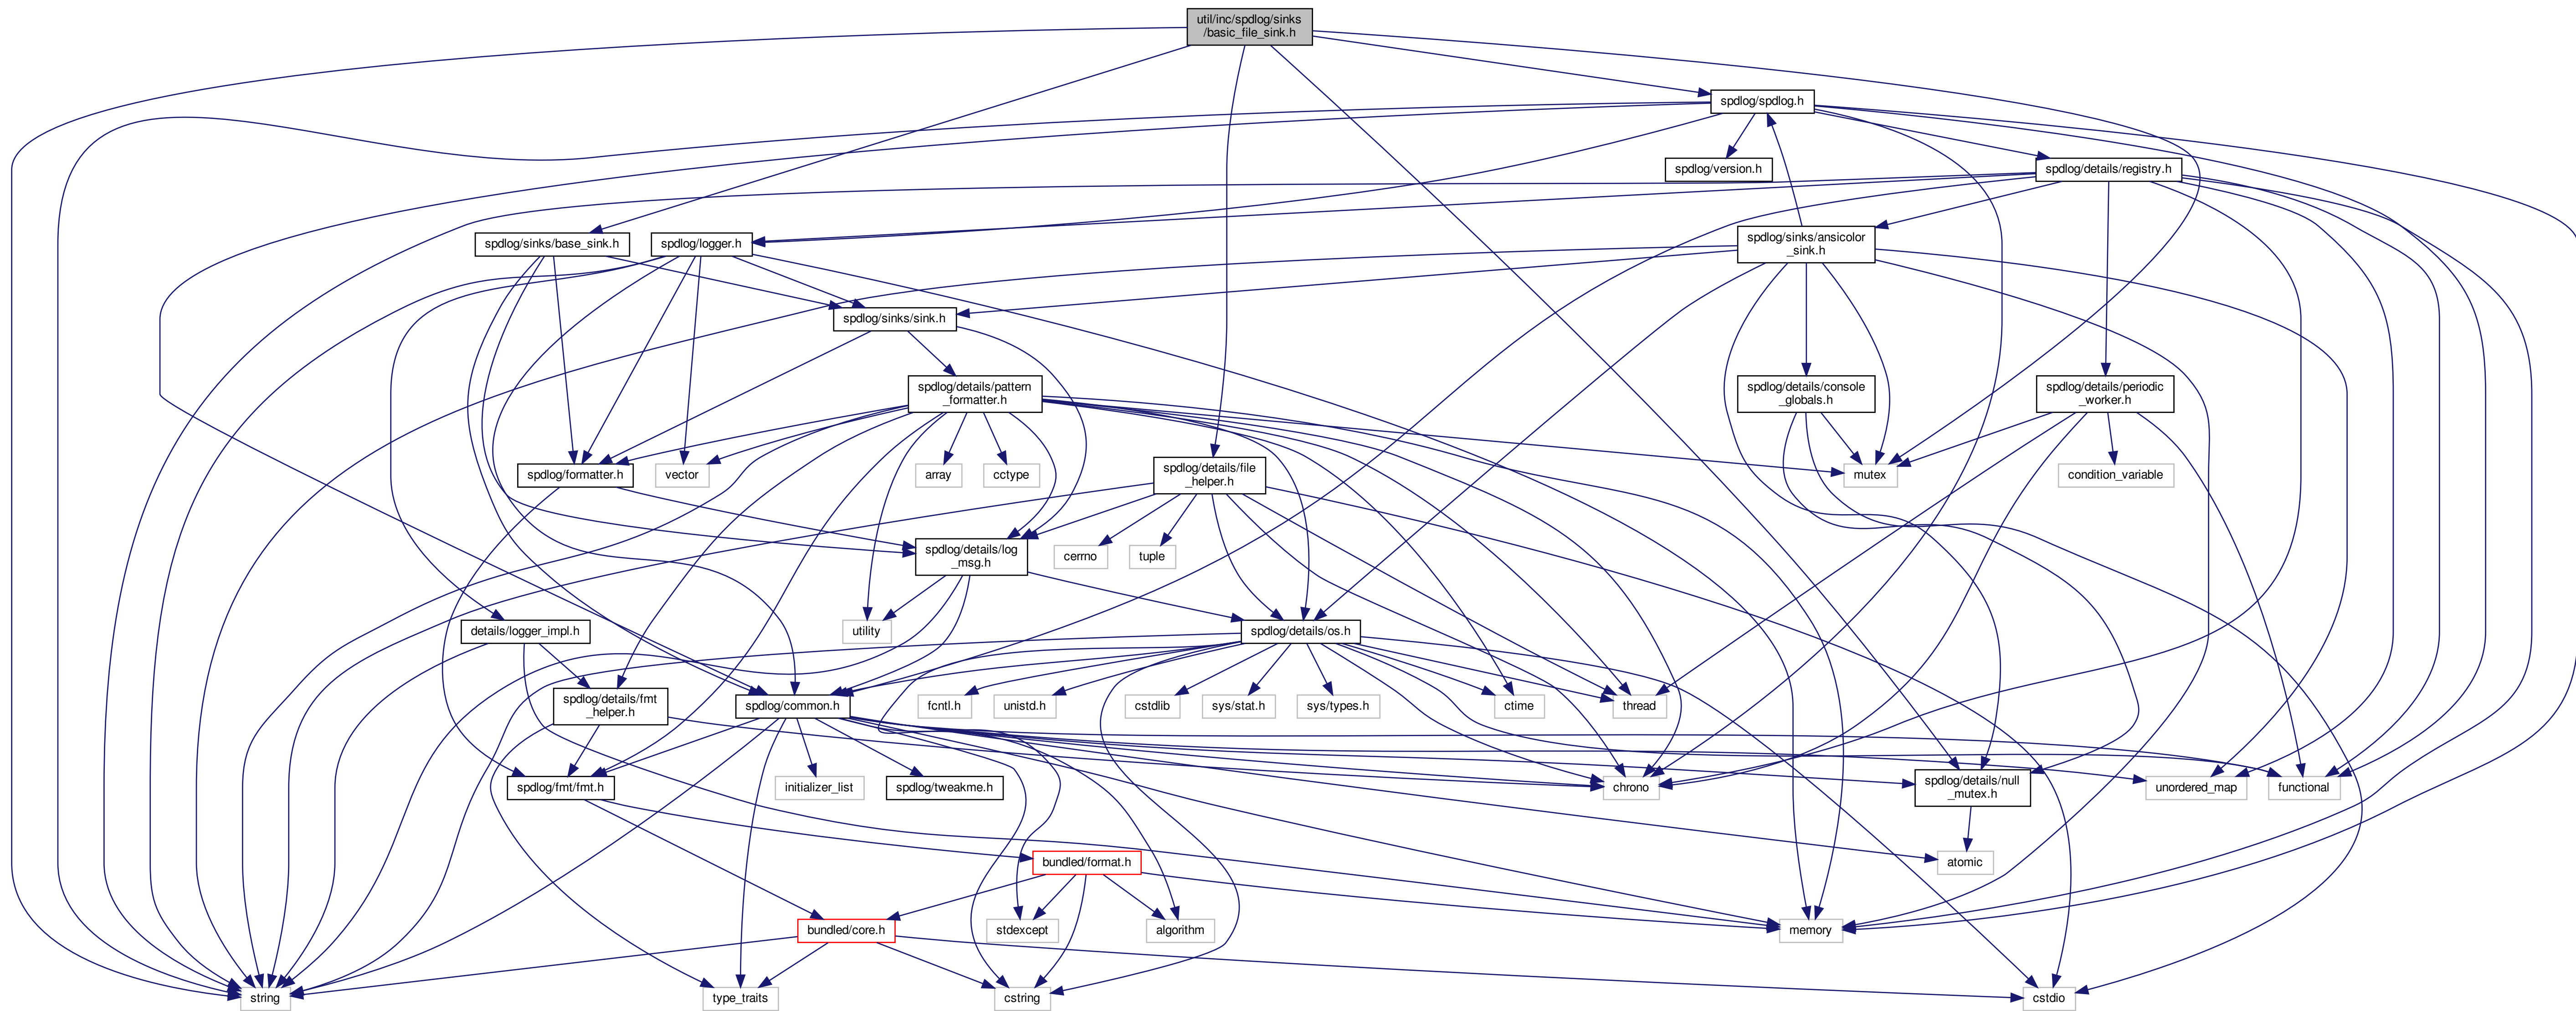 util/inc/spdlog/sinks
/basic_file_sink.h
spdlog/spdlog.h
spdlog/version.h
spdlog/details/registry.h
spdlog/sinks/base_sink.h
spdlog/logger.h
spdlog/sinks/ansicolor
_sink.h
spdlog/sinks/sink.h
spdlog/details/pattern
_formatter.h
spdlog/details/console
_globals.h
spdlog/details/periodic
_worker.h
spdlog/formatter.h
vector
array
cctype
spdlog/details/file
_helper.h
mutex
condition_variable
spdlog/details/log
_msg.h
cerrno
tuple
details/logger_impl.h
utility
spdlog/details/os.h
spdlog/details/fmt
_helper.h
spdlog/common.h
fcntl.h
unistd.h
cstdlib
sys/stat.h
sys/types.h
ctime
thread
spdlog/fmt/fmt.h
initializer_list
spdlog/tweakme.h
chrono
spdlog/details/null
_mutex.h
unordered_map
functional
bundled/format.h
atomic
bundled/core.h
stdexcept
algorithm
memory
string
type_traits
cstring
cstdio